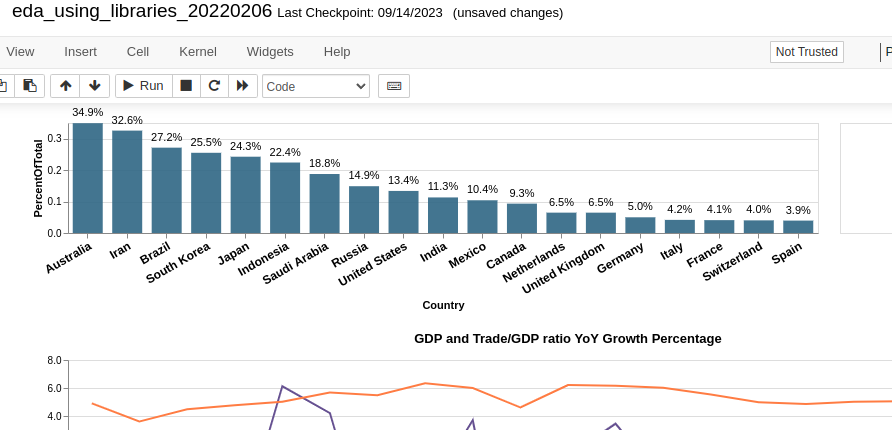 eda_using_libraries_20220206 Last Checkpoint: 09/14/2023 (unsaved changes)
View Insert Cell Kernel Widgets Help Not Trusted P
Run Code
34.9% 32.6% 27.2% 25.5% 24.3% 22.4% 18.8% 14.9% 13.4% 11.3% 10.4% 9.3% 6.5% 6.5% 5.0% 4.2% 4.1% 4.0% 3.9%
PercentOfTotal
0.3
0.2
0.1
0.0
Australia Iran Brazil South Korea Japan Indonesia Saudi Arabia Russia United States India Mexico Canada Netherlands United Kingdom Germany Italy France Switzerland Spain
Country
GDP and Trade/GDP ratio YoY Growth Percentage
8.0
6.0
4.0